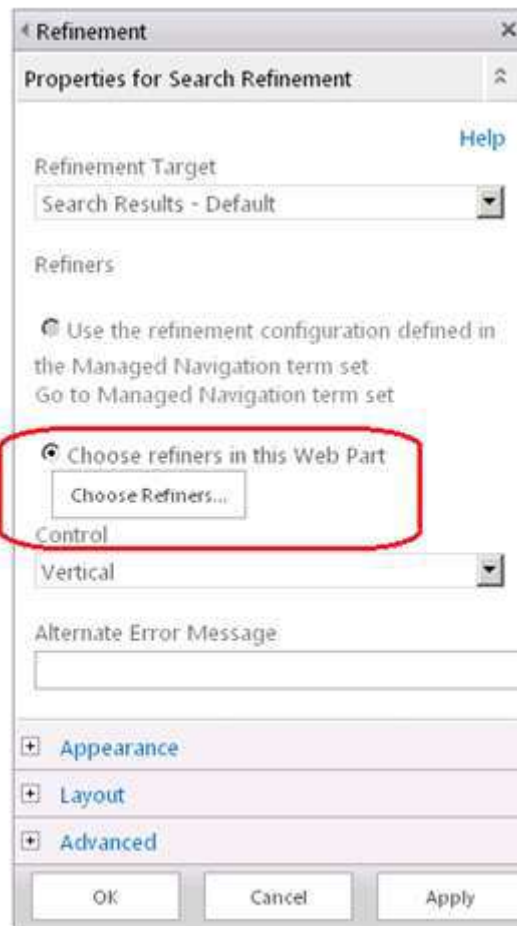 Refinement
Properties for Search Refinement
Help
Refinement Target
Search Results - Default
Refiners
Use the refinement configuration defined in
the Managed Navigation term set
Go to Managed Navigation term set
Choose refiners in this Web Part
Choose Refiners...
Control
Vertical
Alternate Error Message
Appearance
Layout
Advanced
OK Cancel Apply